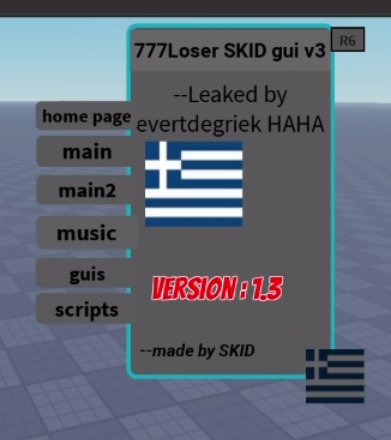 777Loser SKID gui v3
R6
--Leaked by
evertdegriek HAHA
home page
main
main2
music
guis
scripts
VERSION : 1.3
--made by SKID